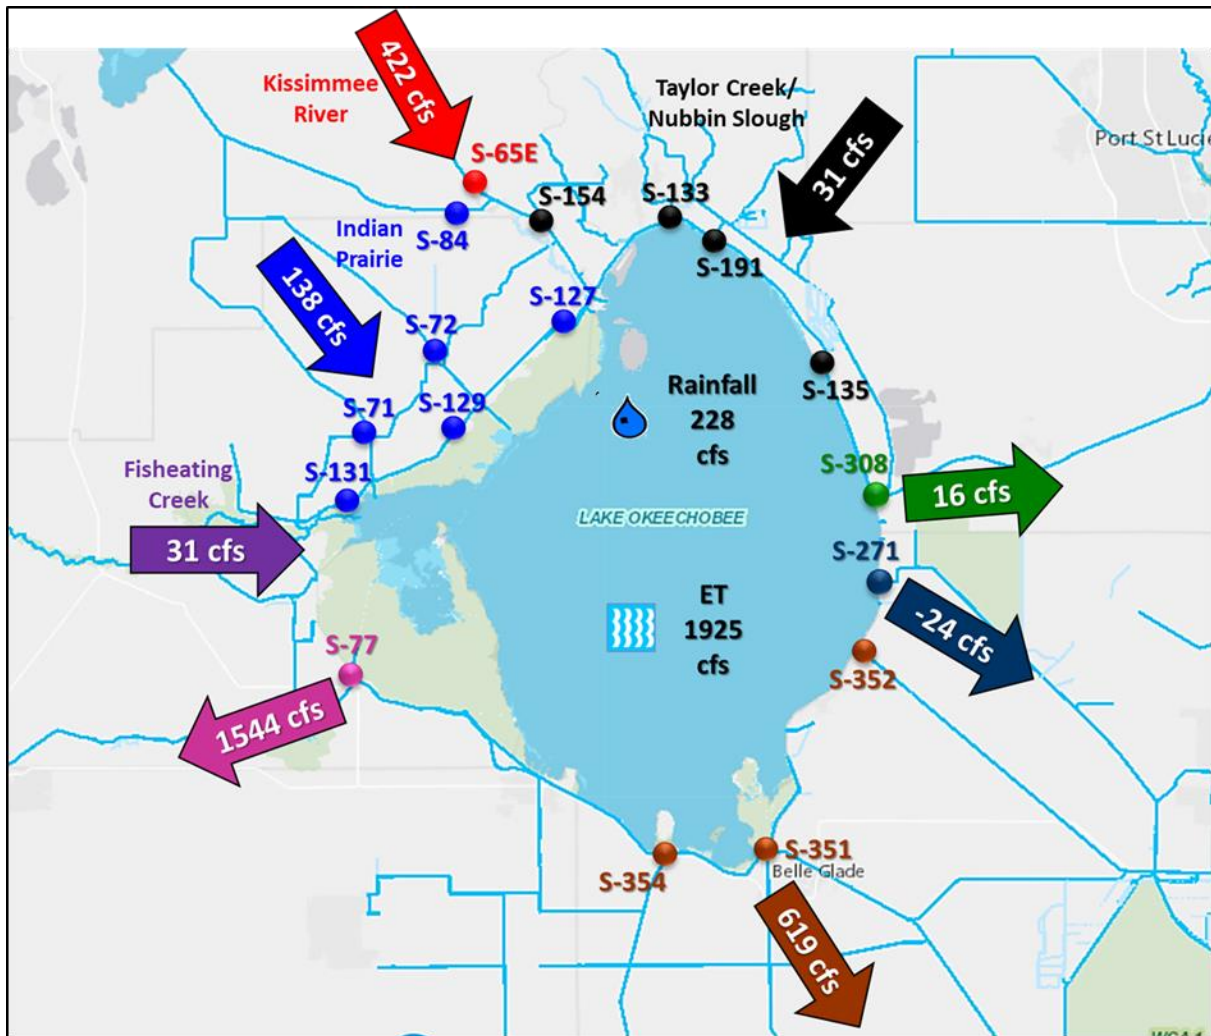 422 cfs
Kissimmee
River
Taylor Creek/
Nubbin Slough
31 cfs
Port St Lucie
S-65E
S-154
S-133
S-84
S-191
Indian
Prairie
138 cfs
S-127
S-72
S-135
Rainfall
228
cfs
S-71
S-129
S-131
S-308
16 cfs
Fisheating
Creek
31 cfs
LAKE OKEECHOBEE
S-271
-24 cfs
ET
1925
cfs
S-77
S-352
1544 cfs
S-351
Belle Glade
S-354
619 cfs
WCA 1